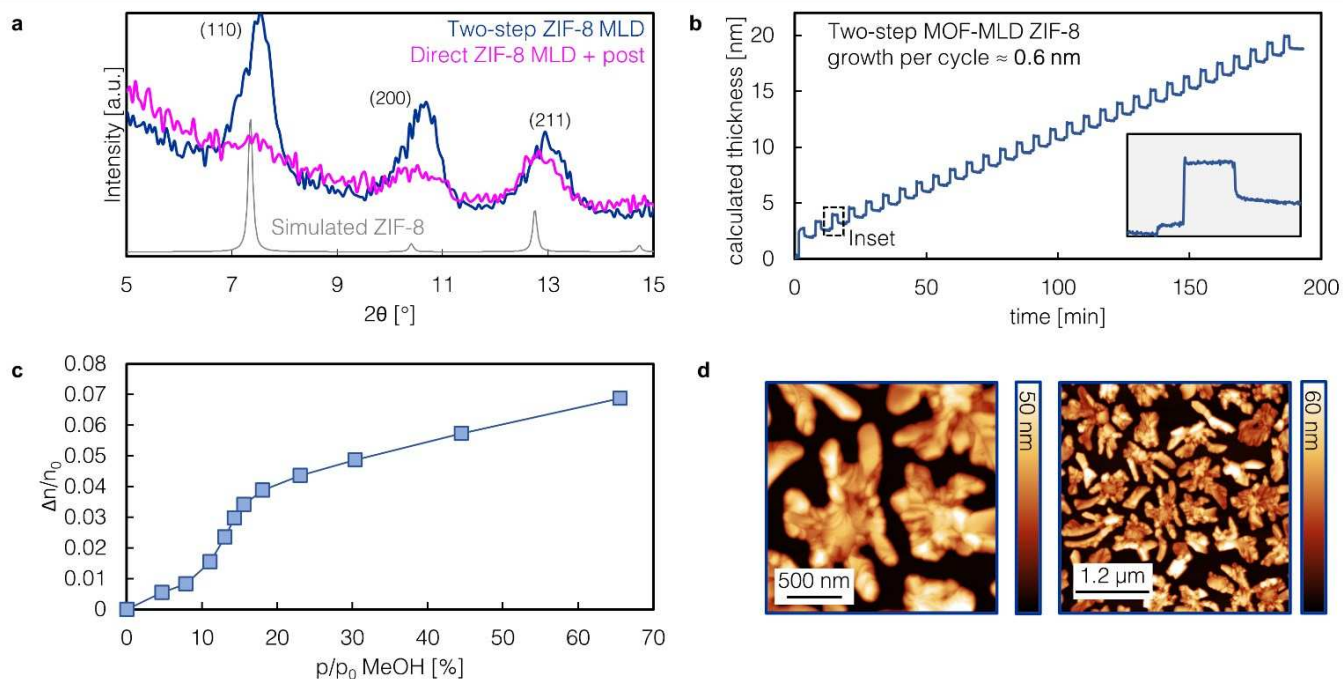 a
(110)
Two-step ZIF-8 MLD
Direct ZIF-8 MLD + post
(200)
(211)
Simulated ZIF-8
Intensity [a.u.]
5 7 9 11 13 15
2θ [°]
b
Two-step MOF-MLD ZIF-8
growth per cycle ≈ 0.6 nm
Inset
calculated thickness [nm]
20
15
10
5
0
0 50 100 150 200
time [min]
c
Δn/n₀
0.08
0.07
0.06
0.05
0.04
0.03
0.02
0.01
0
0 10 20 30 40 50 60 70
p/p₀ MeOH [%]
d
500 nm
50 nm
1.2 µm
60 nm